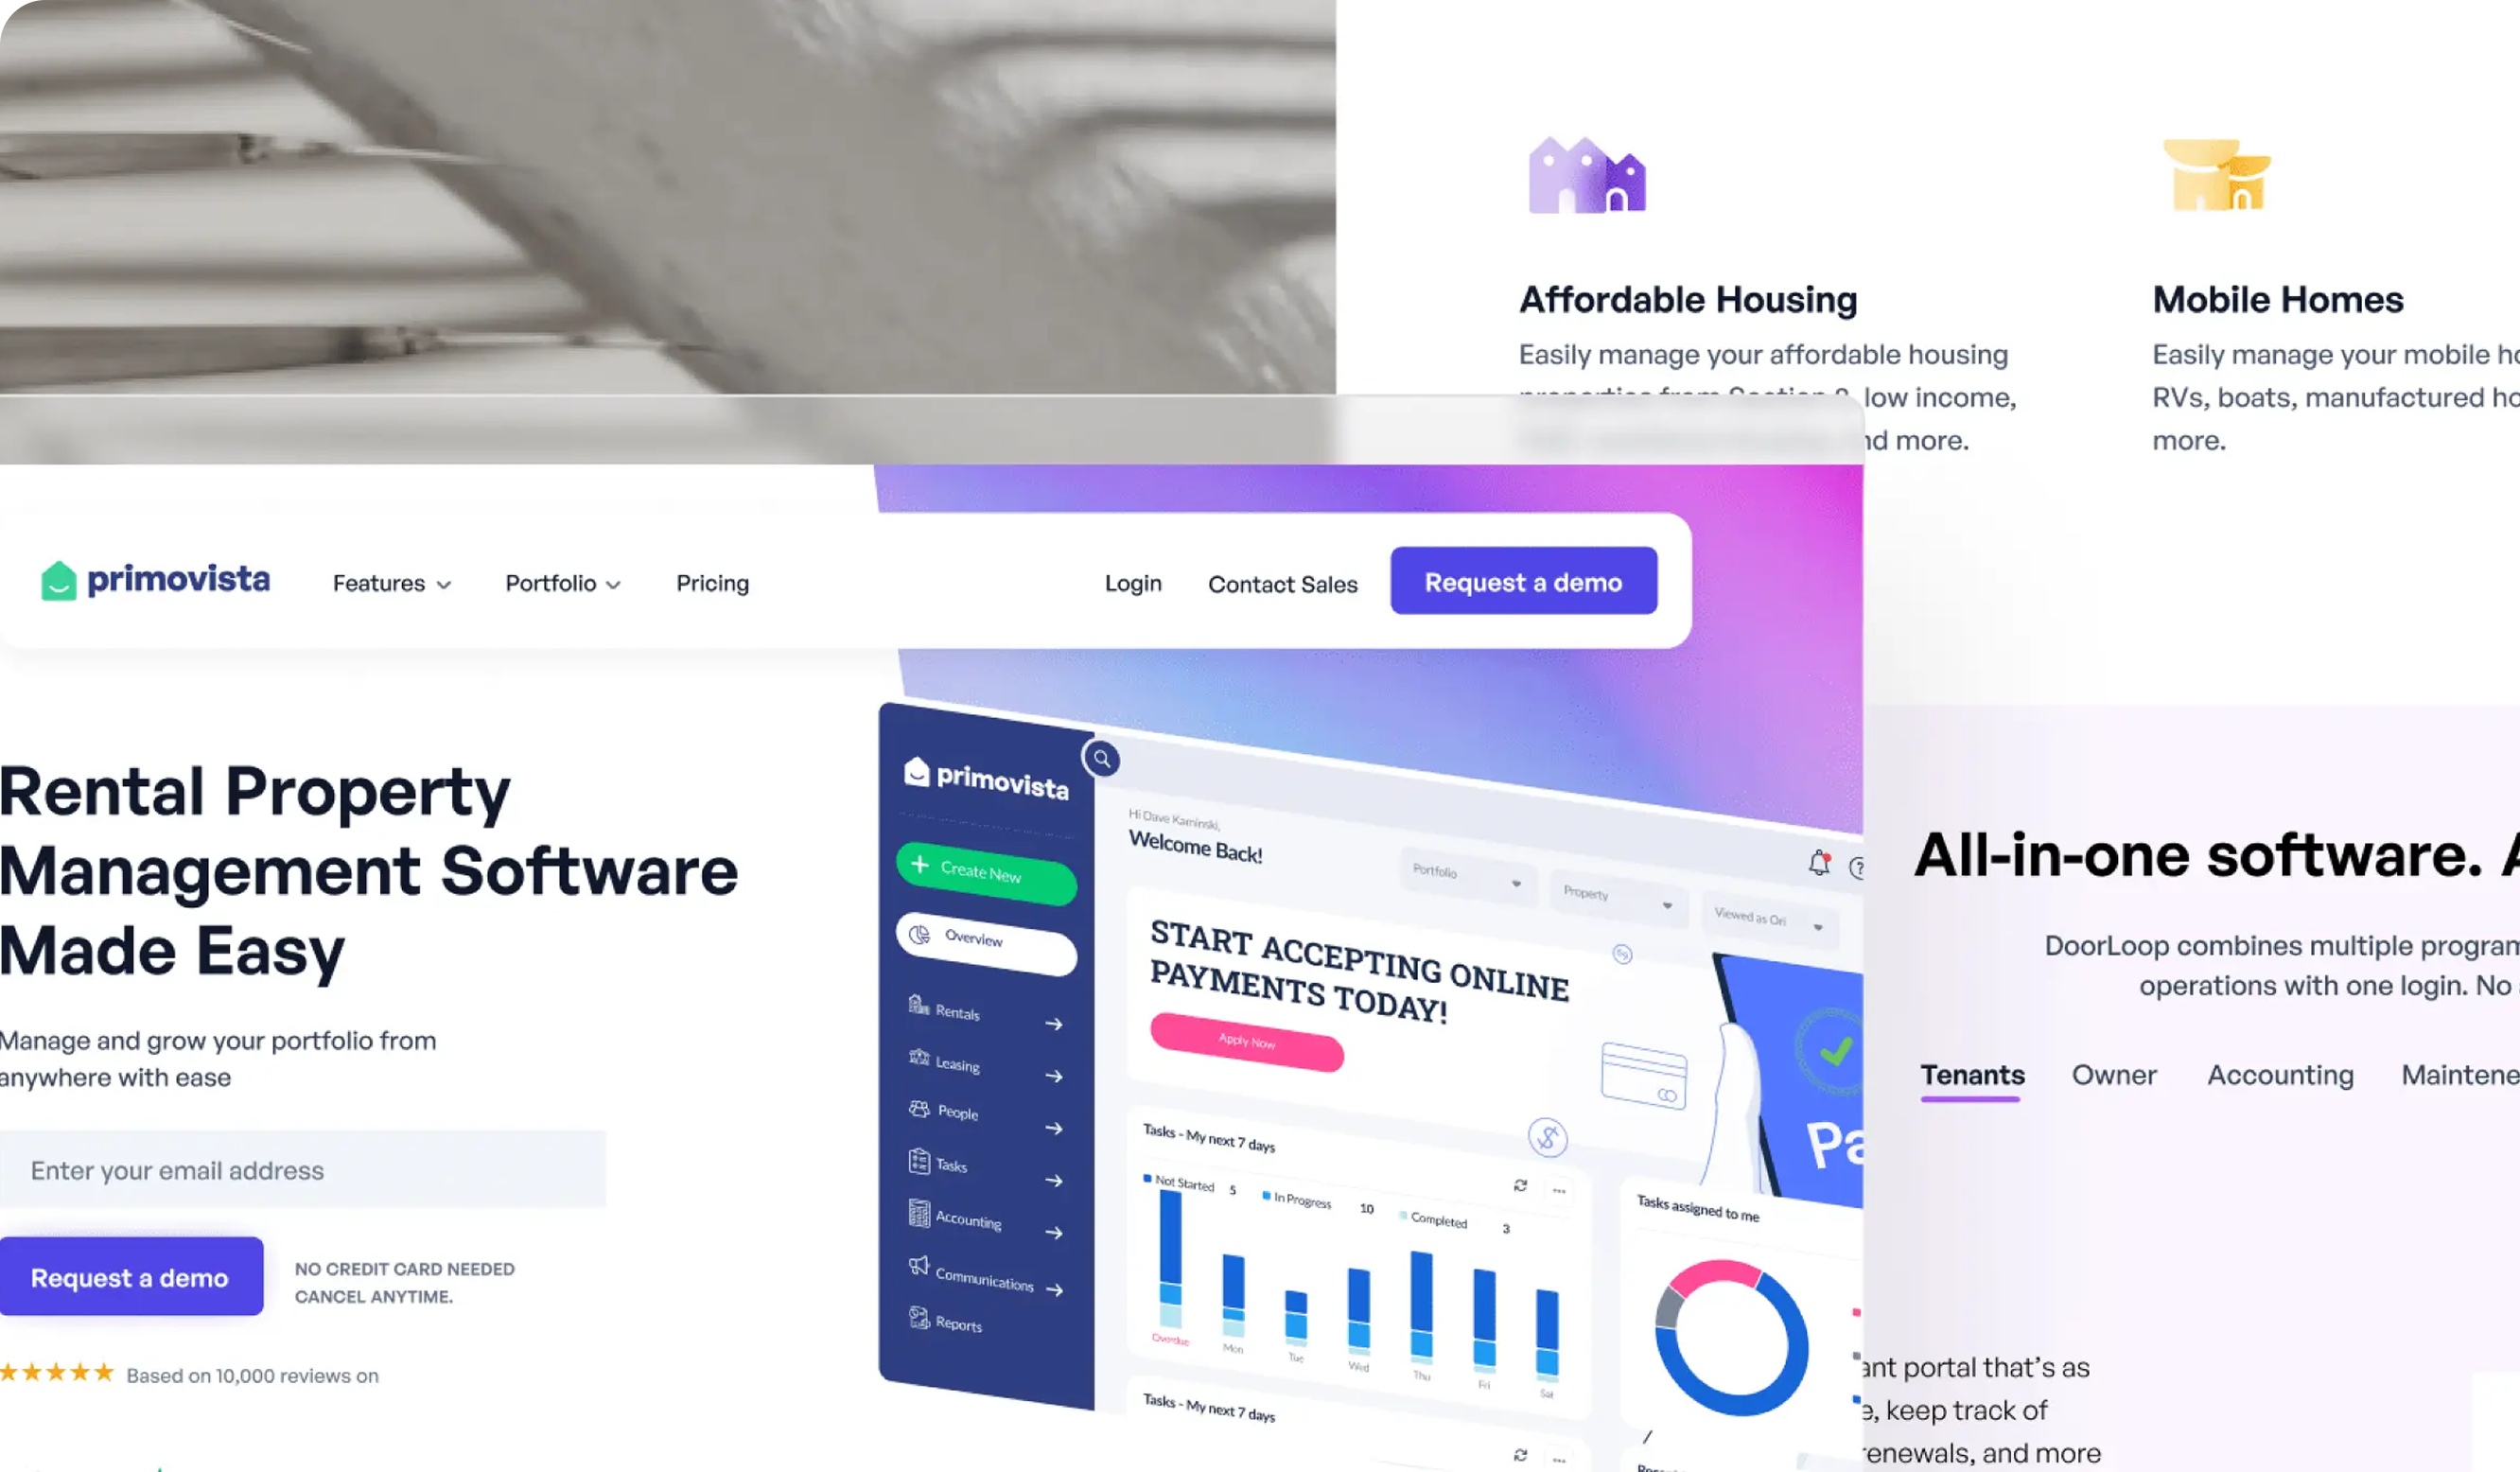 Affordable Housing
Easily manage your affordable housing
low income,
nd more.
Mobile Homes
Easily manage your mobile
RVs, boats, manufactured
more.
primovista
Features
Portfolio
Pricing
Login
Contact Sales
Request a demo
Rental Property
Management Software
Made Easy
Manage and grow your portfolio from
anywhere with ease
Enter your email address
Request a demo
NO CREDIT CARD NEEDED
CANCEL ANYTIME.
★★★★★ Based on 10,000 reviews on
primovista
+ Create New
Overview
Rentals
Leasing
People
Tasks
Accounting
Communications
Reports
Hi Dave Kaminski,
Welcome Back!
Portfolio
Property
Viewed as Ori
START ACCEPTING ONLINE
PAYMENTS TODAY!
Apply Now
Pa
Tasks - My next 7 days
Not Started 5
In Progress 10
Completed 3
Overdue
Mon
Tue
Wed
Thu
Fri
Sat
Tasks assigned to me
Tasks - My next 7 days
All-in-one software. A
DoorLoop combines multiple program
operations with one login. No
Tenants
Owner
Accounting
Maintene
ant portal that's as
e, keep track of
renewals, and more